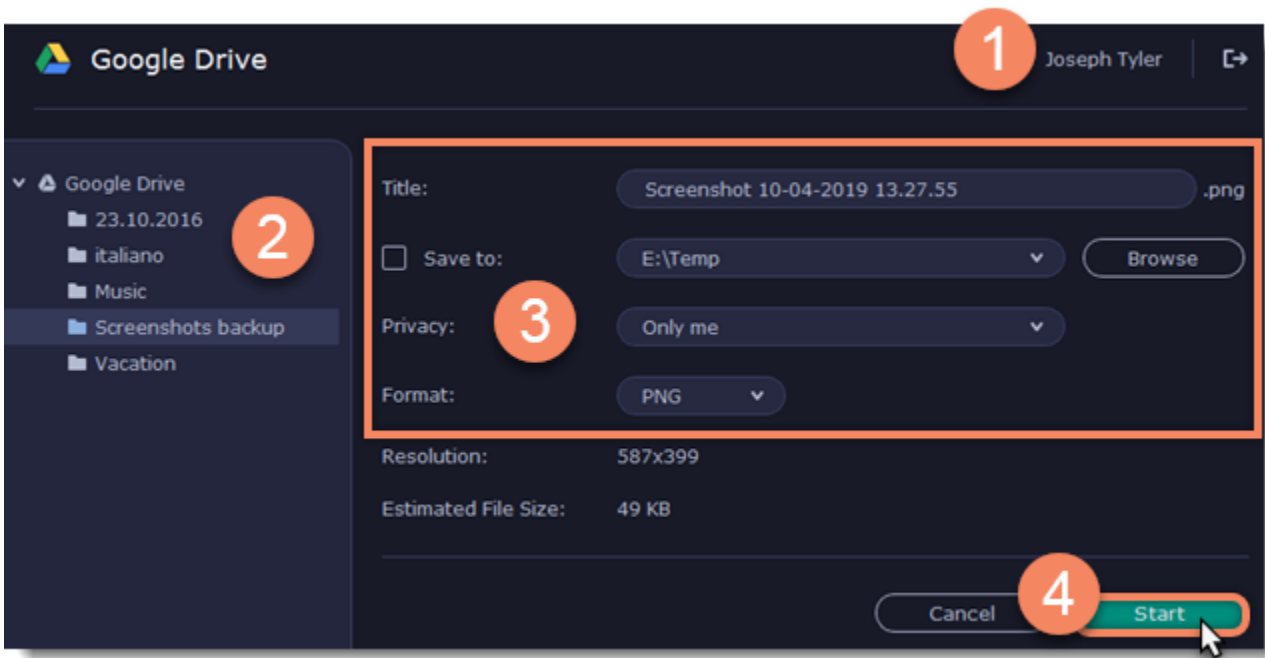 Google Drive
1 Joseph Tyler
Google Drive
23.10.2016
2
italiano
Music
Screenshots backup
Vacation
Title: Screenshot 10-04-2019 13.27.55 .png
Save to: E:\Temp Browse
3
Privacy: Only me
Format: PNG
Resolution: 587x399
Estimated File Size: 49 KB
Cancel 4 Start